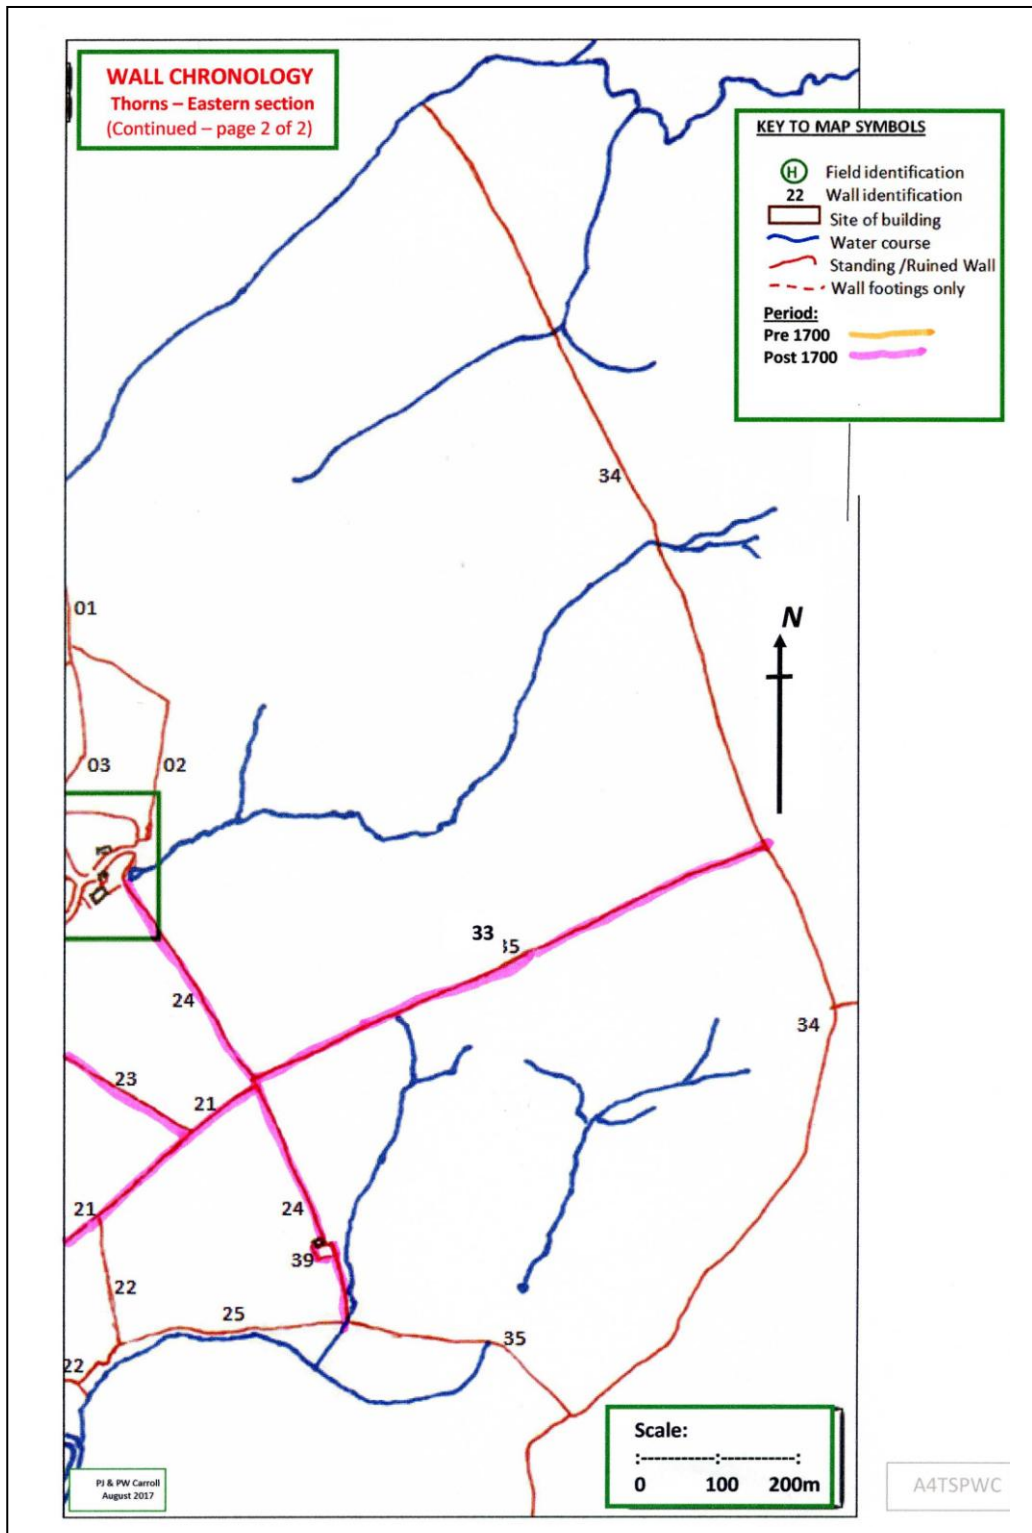 WALL CHRONOLOGY
Thorns – Eastern section
(Continued – page 2 of 2)
KEY TO MAP SYMBOLS
H Field identification
22 Wall identification
Site of building
Water course
Standing /Ruined Wall
Wall footings only
Period:
Pre 1700
Post 1700
34
01
N
03
02
33
35
24
34
23
21
21
24
39
22
25
35
22
Scale:
:-----------:-----------:
0 100 200m
PJ & PW Carroll
August 2017
A4TSPWC